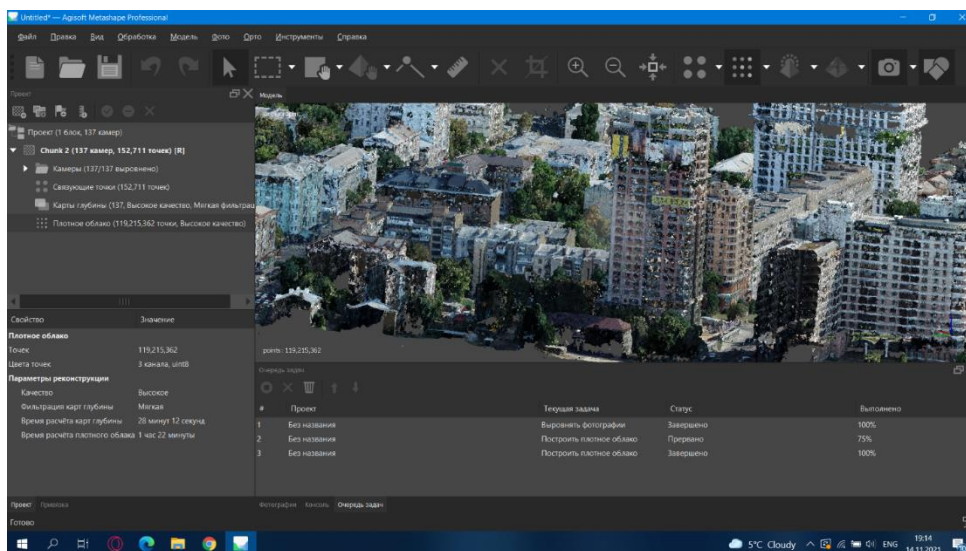 Untitled* — Agisoft Metashape Professional
Файл Правка Вид Обработка Модель Фото Орто Инструменты Справка
Проект
Модель
Проект (1 блок, 137 камер)
Chunk 2 (137 камер, 152,711 точек) [R]
Камеры (137/137 выровнено)
Связующие точки (152,711 точек)
Карты глубины (137, Высокое качество, Мягкая фильтрац
Плотное облако (119,215,362 точки, Высокое качество)
Свойство Значение
Плотное облако
Точек 119,215,362
Цвета точек 3 канала, uint8
Параметры реконструкции
Качество Высокое
Фильтрация карт глубины Мягкая
Время расчёта карт глубины 28 минут 12 секунд
Время расчёта плотного облака 1 час 22 минуты
points: 119,215,362
Очередь задач
# Проект Текущая задача Статус Выполнено
1 Без названия Выровнять фотографии Завершено 100%
2 Без названия Построить плотное облако Прервано 75%
3 Без названия Построить плотное облако Завершено 100%
Проект Привязка
Фотографии Консоль Очередь задач
Готово
5°C Cloudy ENG 19:14
14.11.2021